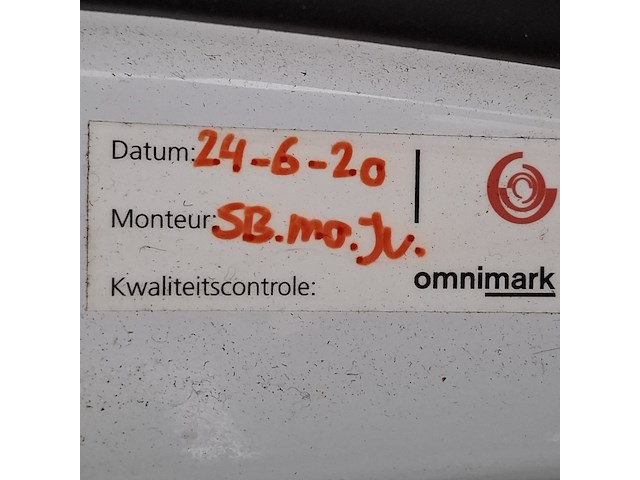 Datum: 24-6-20
Monteur: SB.mo.Jv.
Kwaliteitscontrole:
omnimark